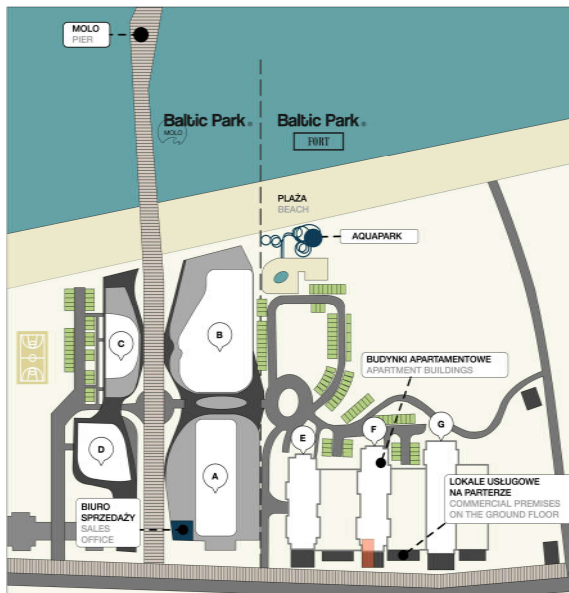 MOLO
PIER
Baltic Park®
MOLO
Baltic Park®
FORT
PLAŻA
BEACH
AQUAPARK
B
C
BUDYNKI APARTAMENTOWE
APARTMENT BUILDINGS
G
F
E
D
A
LOKALE USŁUGOWE
NA PARTERZE
COMMERCIAL PREMISES
ON THE GROUND FLOOR
BIURO
SPRZEDAŻY
SALES
OFFICE